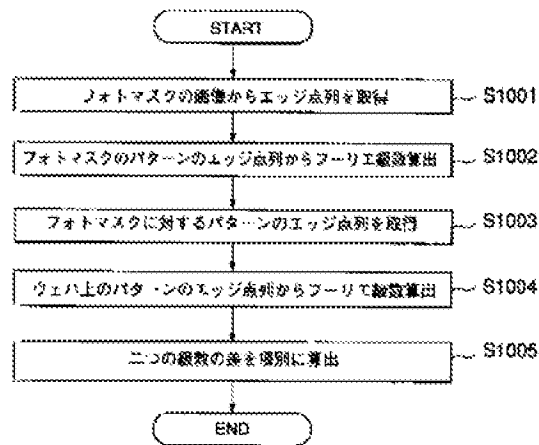 START
フォトマスクの画像からエッジ点列を取得
S1001
フォトマスクのパターンのエッジ点列からフーリエ級数算出
S1002
フォトマスクに対するパターンのエッジ点列を取得
S1003
ウェハ上のパターンのエッジ点列からフーリエ級数算出
S1004
二つの級数の差を項別に算出
S1005
END